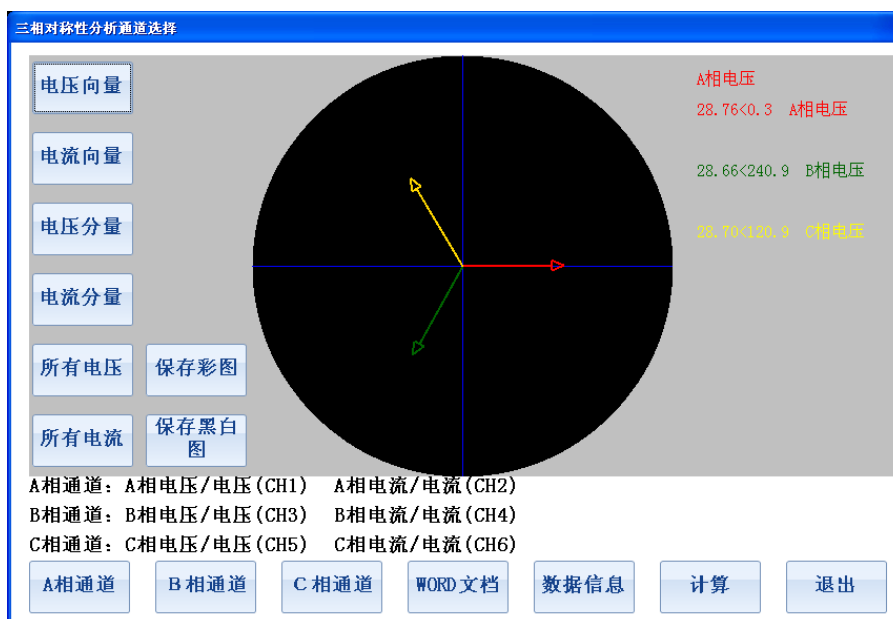 三相对称性分析通道选择
电压向量
电流向量
电压分量
电流分量
所有电压
保存彩图
所有电流
保存黑白
图
A相电压
28.76<0.3 A相电压
28.66<240.9 B相电压
28.70<120.9 C相电压
A相通道：A相电压/电压(CH1) A相电流/电流(CH2)
B相通道：B相电压/电压(CH3) B相电流/电流(CH4)
C相通道：C相电压/电压(CH5) C相电流/电流(CH6)
A相通道
B相通道
C相通道
WORD文档
数据信息
计算
退出